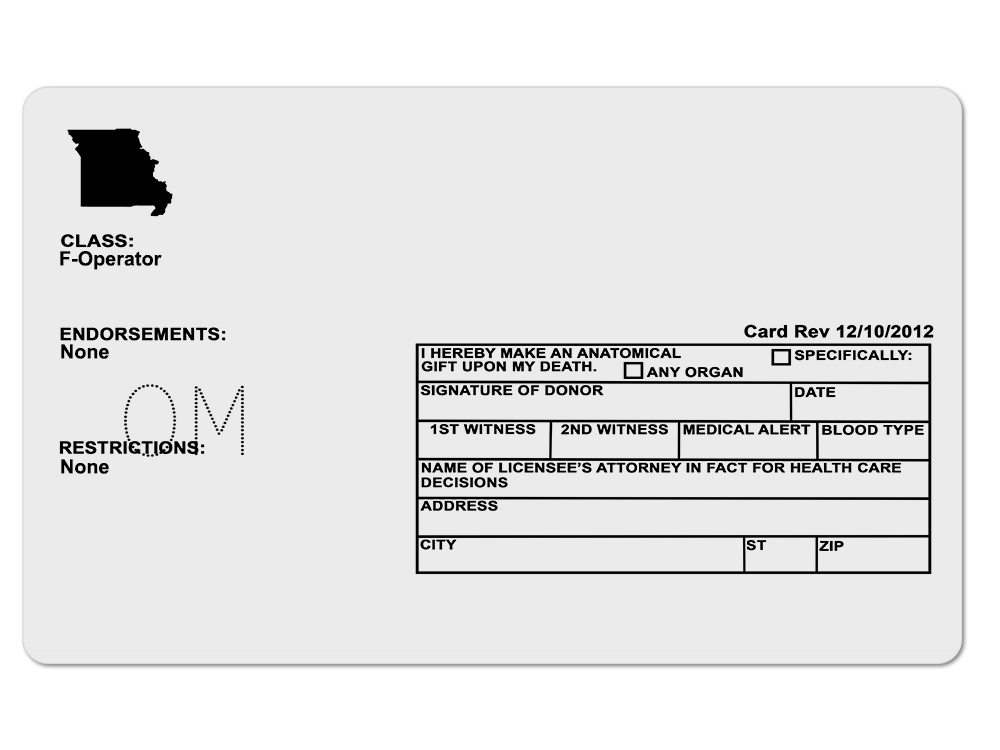 CLASS:
F-Operator
ENDORSEMENTS:
None
OM
RESTRICTIONS:
None
Card Rev 12/10/2012
I HEREBY MAKE AN ANATOMICAL
GIFT UPON MY DEATH.
ANY ORGAN
SPECIFICALLY:
SIGNATURE OF DONOR
DATE
1ST WITNESS
2ND WITNESS
MEDICAL ALERT
BLOOD TYPE
NAME OF LICENSEE’S ATTORNEY IN FACT FOR HEALTH CARE
DECISIONS
ADDRESS
CITY
ST
ZIP